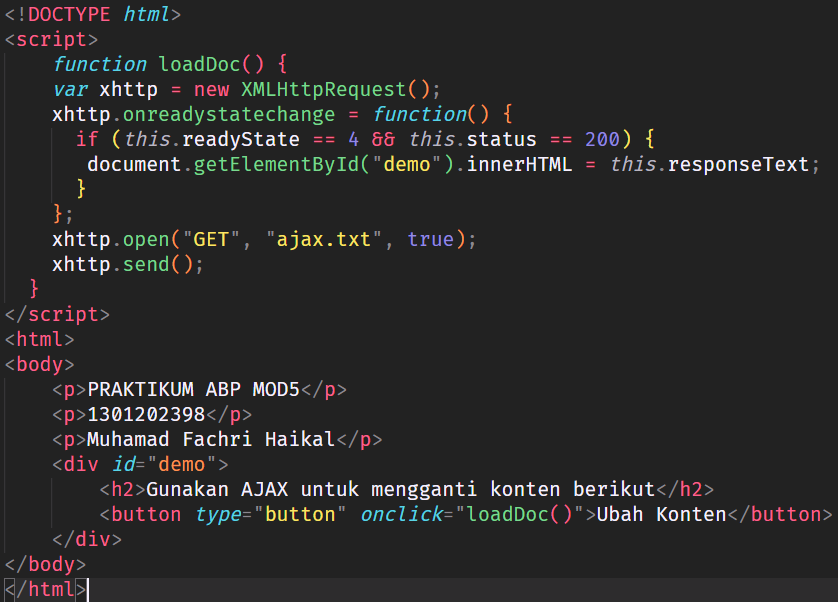 <!DOCTYPE html>
<script>
    function loadDoc() {
    var xhttp = new XMLHttpRequest();
    xhttp.onreadystatechange = function() {
      if (this.readyState == 4 && this.status == 200) {
       document.getElementById("demo").innerHTML = this.responseText;
      }
    };
    xhttp.open("GET", "ajax.txt", true);
    xhttp.send();
  }
</script>
<html>
<body>
    <p>PRAKTIKUM ABP MOD5</p>
    <p>1301202398</p>
    <p>Muhamad Fachri Haikal</p>
    <div id="demo">
        <h2>Gunakan AJAX untuk mengganti konten berikut</h2>
        <button type="button" onclick="loadDoc()">Ubah Konten</button>
    </div>
</body>
</html>